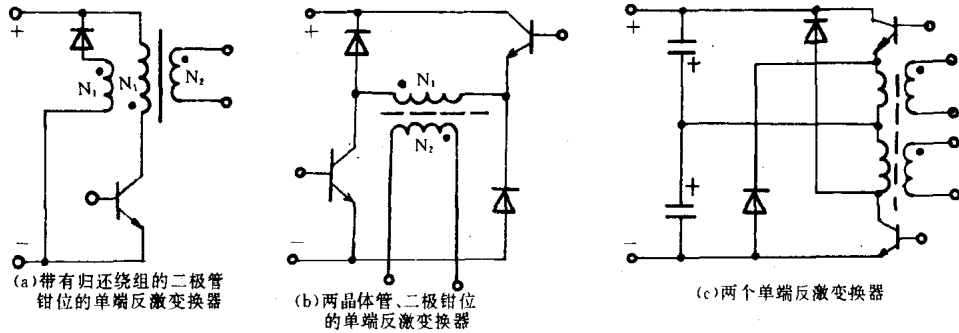 +
N₁
N₁
N₂
−
(a)带有归还绕组的二极管
钳位的单端反激变换器
+
N₁
N₂
−
(b)两晶体管、二极钳位
的单端反激变换器
+
+
+
−
(c)两个单端反激变换器